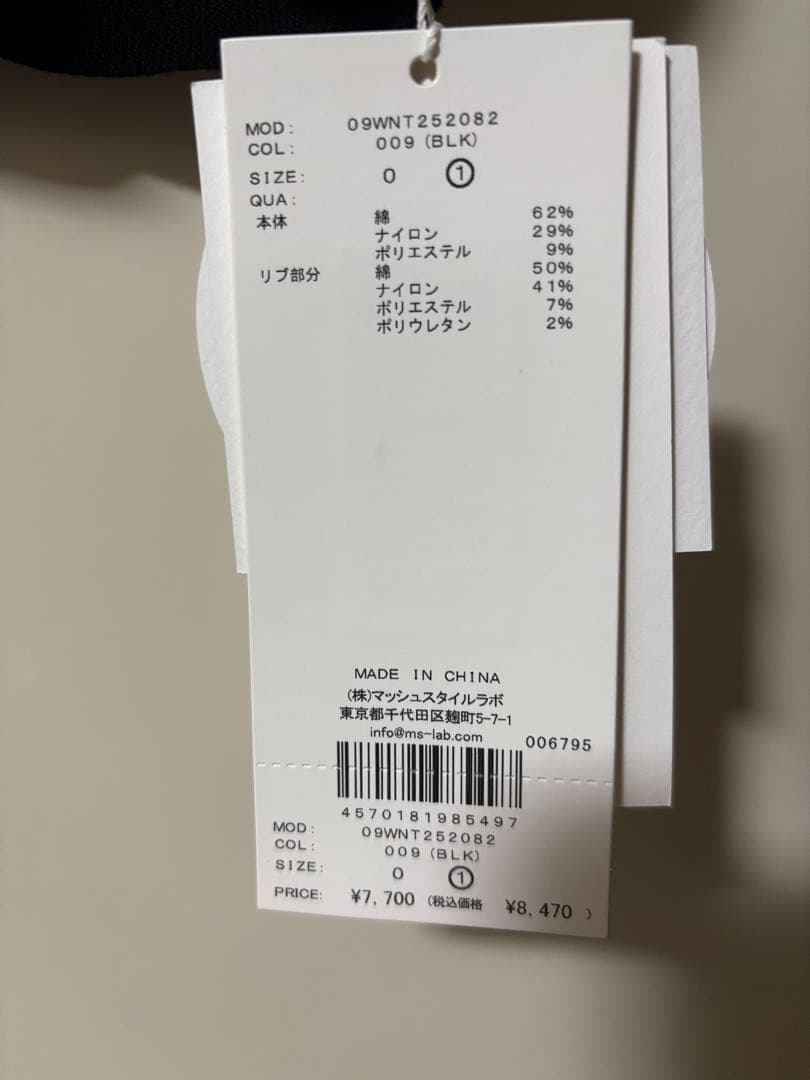 MOD: 09WNT252082
COL: 009 (BLK)
SIZE: 0 ①
QUA:
本体 綿 62%
ナイロン 29%
ポリエステル 9%
リブ部分 綿 50%
ナイロン 41%
ポリエステル 7%
ポリウレタン 2%
MADE IN CHINA
(株)マッシュスタイルラボ
東京都千代田区麹町5-7-1
info@ms-lab.com 006795
4570181985497
MOD: 09WNT252082
COL: 009 (BLK)
SIZE: 0 ①
PRICE: ¥7,700 (税込価格 ¥8,470 )